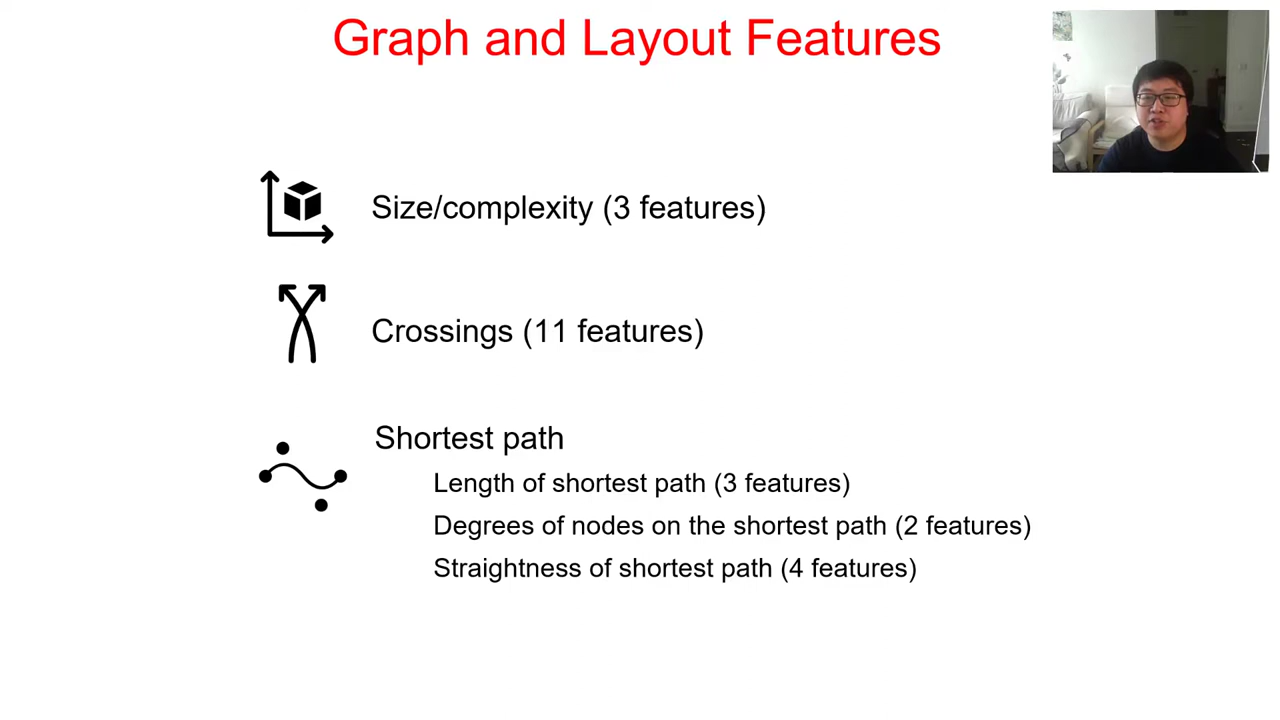 Graph and Layout Features
Size/complexity (3 features)
Crossings (11 features)
Shortest path
Length of shortest path (3 features)
Degrees of nodes on the shortest path (2 features)
Straightness of shortest path (4 features)